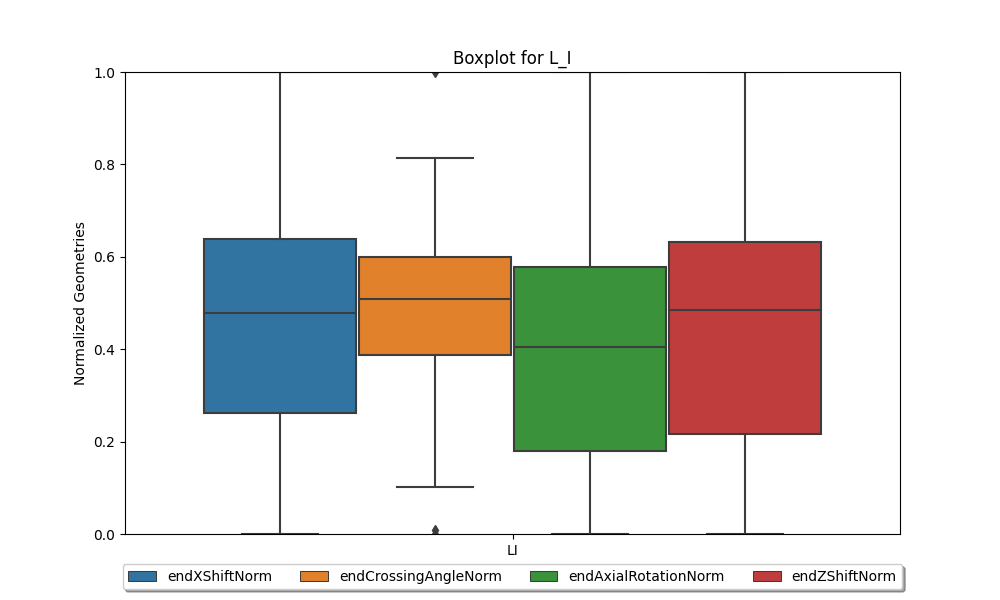 Boxplot for L_I
1.0
0.8
0.6
0.4
0.2
0.0
Normalized Geometries
LI
endXShiftNorm endCrossingAngleNorm endAxialRotationNorm endZShiftNorm